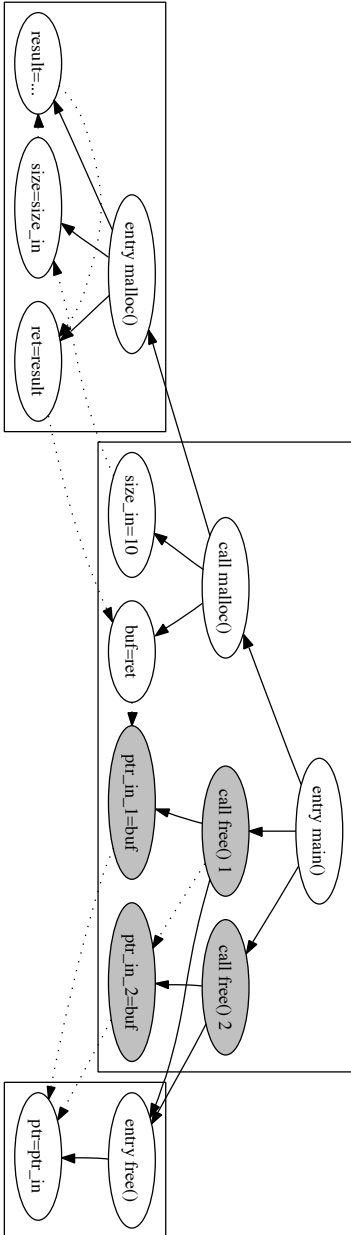 entry main()
call malloc()
call free() 1
call free() 2
size_in=10
buf=ret
ptr_in_1=buf
ptr_in_2=buf
entry malloc()
result=...
size=size_in
ret=result
entry free()
ptr=ptr_in